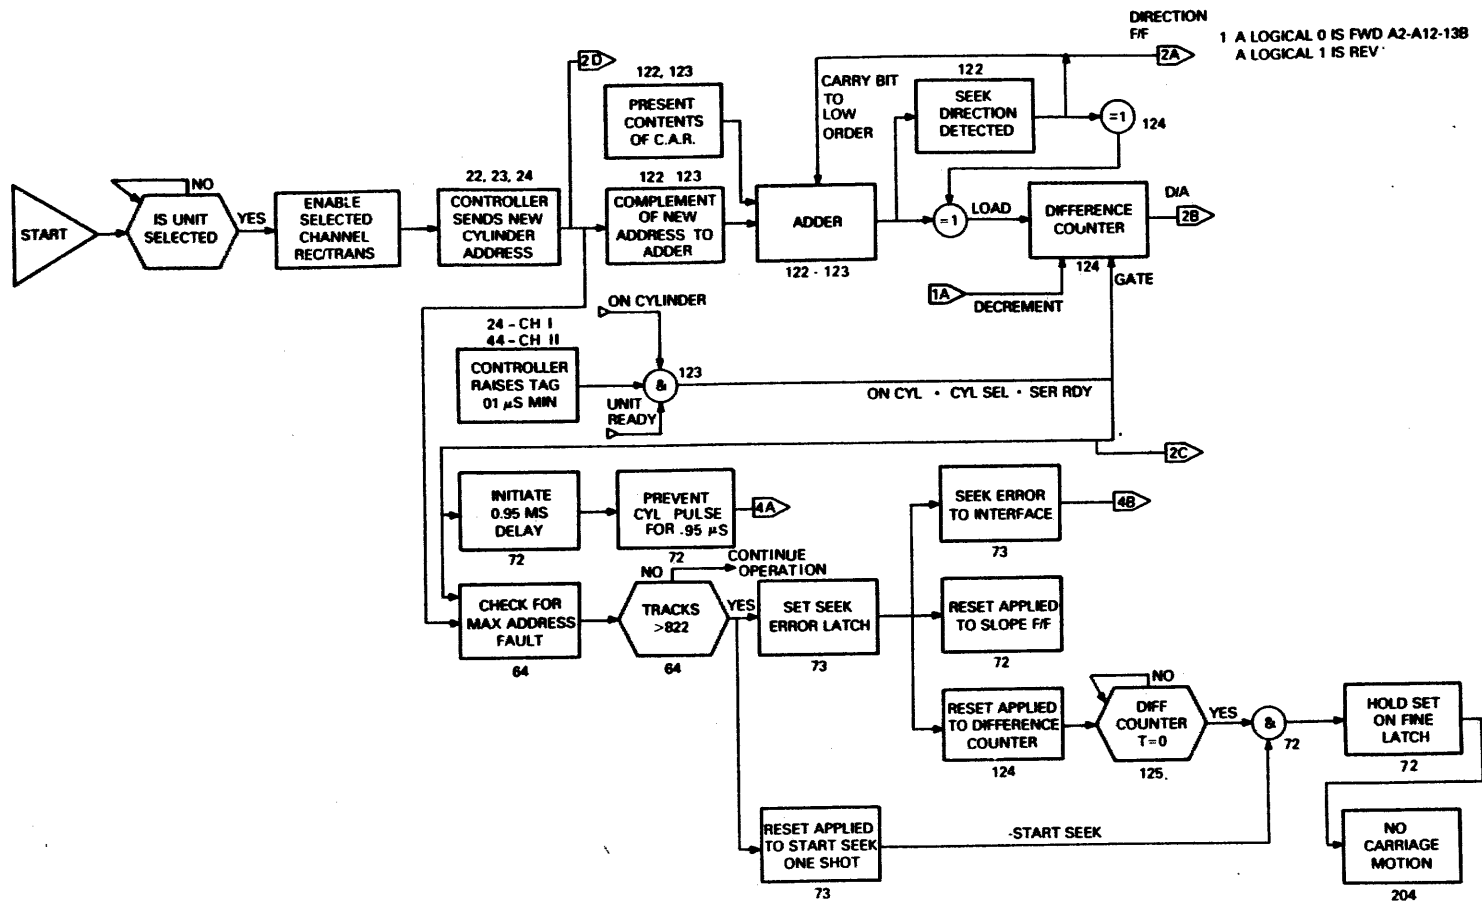 DIRECTION
F/F
1 A LOGICAL 0 IS FWD A2-A12-13B
A LOGICAL 1 IS REV
2D
2A
122, 123
PRESENT
CONTENTS
OF C.A.R.
CARRY BIT
TO
LOW
ORDER
122
SEEK
DIRECTION
DETECTED
=1
124
START
NO
IS UNIT
SELECTED
YES
ENABLE
SELECTED
CHANNEL
REC/TRANS
22, 23, 24
CONTROLLER
SENDS NEW
CYLINDER
ADDRESS
122 123
COMPLEMENT
OF NEW
ADDRESS TO
ADDER
ADDER
122 - 123
=1
LOAD
DIFFERENCE
COUNTER
124
D/A
2B
1A
DECREMENT
GATE
ON CYLINDER
24 - CH I
44 - CH II
CONTROLLER
RAISES TAG
01 µS MIN
&
123
UNIT
READY
ON CYL • CYL SEL • SER RDY
2C
INITIATE
0.95 MS
DELAY
72
PREVENT
CYL PULSE
FOR .95 µS
72
4A
SEEK ERROR
TO INTERFACE
73
4B
CHECK FOR
MAX ADDRESS
FAULT
64
NO
CONTINUE
OPERATION
TRACKS
>822
64
YES
SET SEEK
ERROR LATCH
73
RESET APPLIED
TO SLOPE F/F
72
RESET APPLIED
TO DIFFERENCE
COUNTER
124
NO
DIFF
COUNTER
T=0
125.
YES
&
72
HOLD SET
ON FINE
LATCH
72
RESET APPLIED
TO START SEEK
ONE SHOT
73
-START SEEK
NO
CARRIAGE
MOTION
204